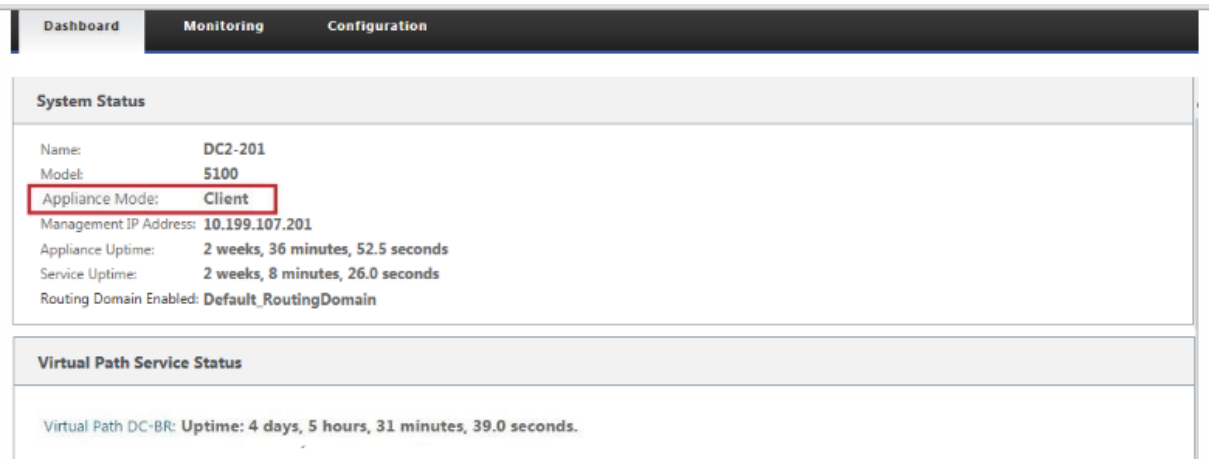 Dashboard Monitoring Configuration
System Status
Name: DC2-201
Model: 5100
Appliance Mode: Client
Management IP Address: 10.199.107.201
Appliance Uptime: 2 weeks, 36 minutes, 52.5 seconds
Service Uptime: 2 weeks, 8 minutes, 26.0 seconds
Routing Domain Enabled: Default_RoutingDomain
Virtual Path Service Status
Virtual Path DC-BR: Uptime: 4 days, 5 hours, 31 minutes, 39.0 seconds.